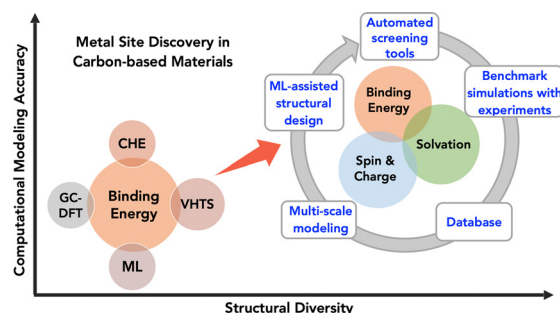 Computational Modeling Accuracy
Metal Site Discovery in
Carbon-based Materials
CHE
GC-
DFT
Binding
Energy
VHTS
ML
Automated
screening
tools
ML-assisted
structural
design
Benchmark
simulations with
experiments
Binding
Energy
Solvation
Spin &
Charge
Multi-scale
modeling
Database
Structural Diversity